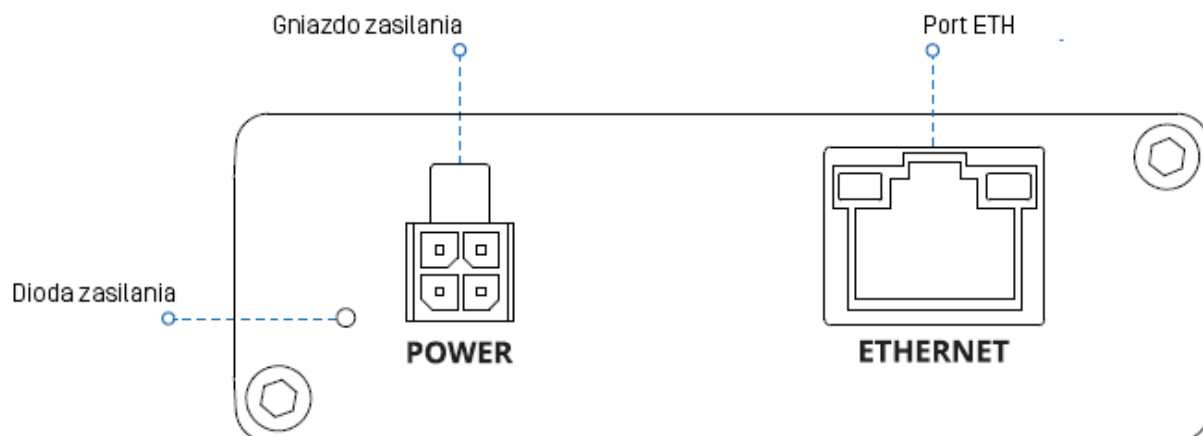 Gniazdo zasilania
Port ETH
Dioda zasilania
POWER
ETHERNET